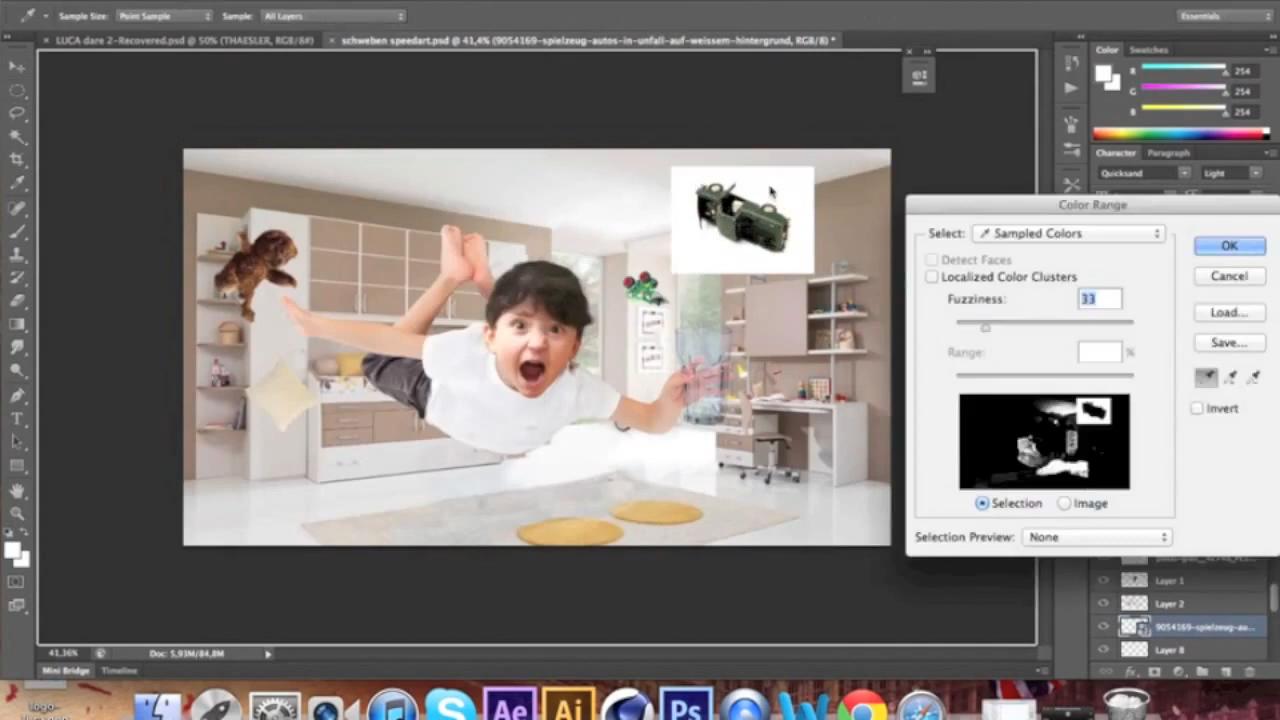 Sample Size: Point Sample Sample: All Layers Essentials
× LUCA dare 2-Recovered.psd @ 50% (THAESLER, RGB/8#) × schweben speedart.psd @ 41,4% (9054169-spielzeug-autos-in-unfall-auf-weissem-hintergrund, RGB/8) *
Color Swatches
R 254
G 254
B 254
Character Paragraph
Quicksand Light
Color Range
Select: Sampled Colors
OK
Detect Faces
Localized Color Clusters
Cancel
Fuzziness: 33
Load...
Range: %
Save...
Invert
Selection Image
Selection Preview: None
Layer 1
Layer 2
9054169-spielzeug-au...
Layer 8
41,36% Doc: 5,93M/84,8M
Mini Bridge Timeline
logo-
Ae Ai Ps